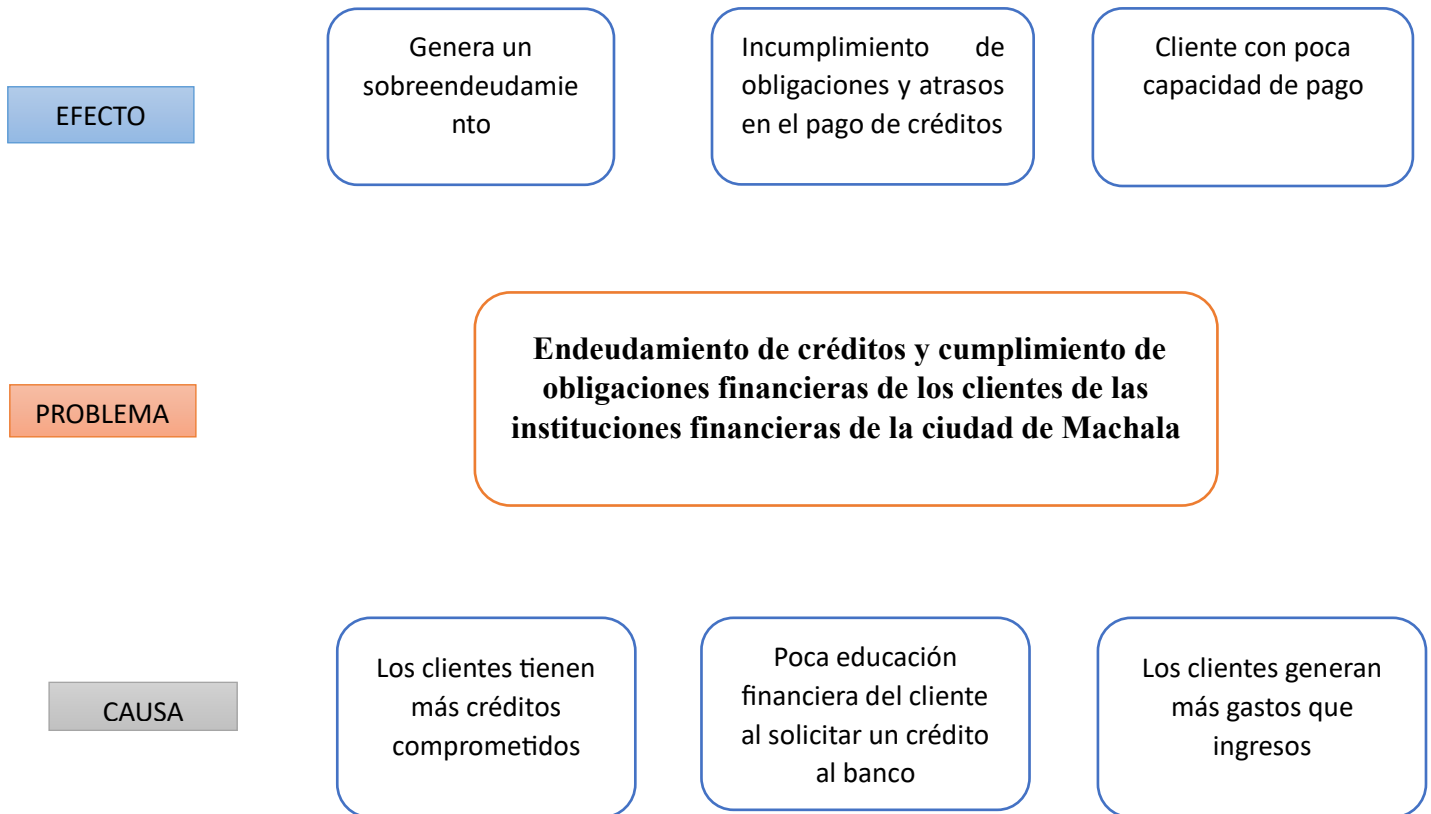 EFECTO
Genera un
sobreendeudamie
nto
Incumplimiento de
obligaciones y atrasos
en el pago de créditos
Cliente con poca
capacidad de pago
PROBLEMA
Endeudamiento de créditos y cumplimiento de
obligaciones financieras de los clientes de las
instituciones financieras de la ciudad de Machala
CAUSA
Los clientes tienen
más créditos
comprometidos
Poca educación
financiera del cliente
al solicitar un crédito
al banco
Los clientes generan
más gastos que
ingresos